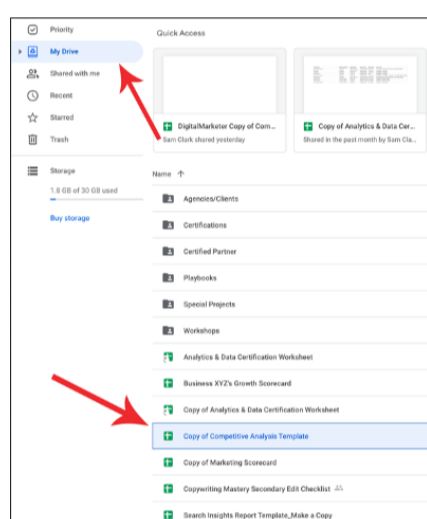 Priority
My Drive
Shared with me
Recent
Starred
Trash
Storage
1.8 GB of 30 GB used
Buy storage
Quick Access
DigitalMarketer Copy of Com...
Sam Clark shared yesterday
Copy of Analytics & Data Cer...
Shared in the past month by Sam Cla...
Name
Agencies/Clients
Certifications
Certified Partner
Playbooks
Special Projects
Workshops
Analytics & Data Certification Worksheet
Business XYZ's Growth Scorecard
Copy of Analytics & Data Certification Worksheet
Copy of Competitive Analysis Template
Copy of Marketing Scorecard
Copywriting Mastery Secondary Edit Checklist
Search Insights Report Template_Make a Copy